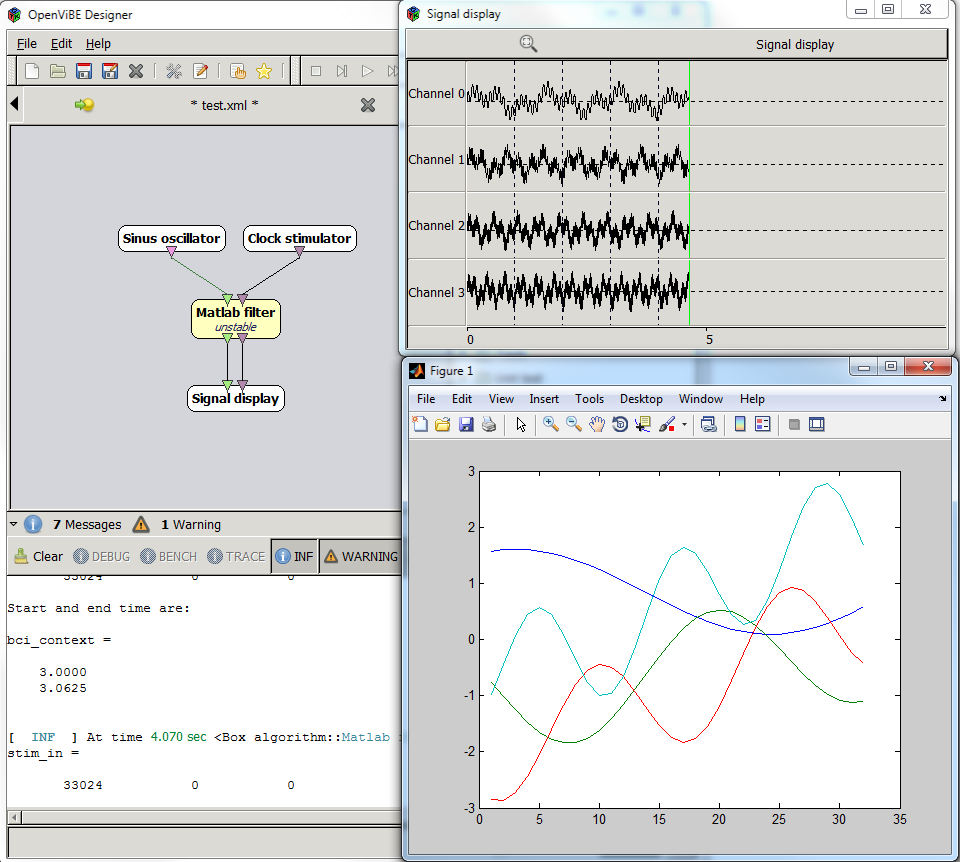 OpenViBE Designer
File Edit Help
* test.xml *
Sinus oscillator
Clock stimulator
Matlab filter
unstable
Signal display
7 Messages 1 Warning
Clear DEBUG BENCH TRACE INF WARNING
33024 0 0
Start and end time are:
bci_context =
3.0000
3.0625
[ INF ] At time 4.070 sec <Box algorithm::Matlab
stim_in =
33024 0 0
Signal display
Signal display
Channel 0
Channel 1
Channel 2
Channel 3
0 5
Figure 1
File Edit View Insert Tools Desktop Window Help
3
2
1
0
-1
-2
-3
0 5 10 15 20 25 30 35